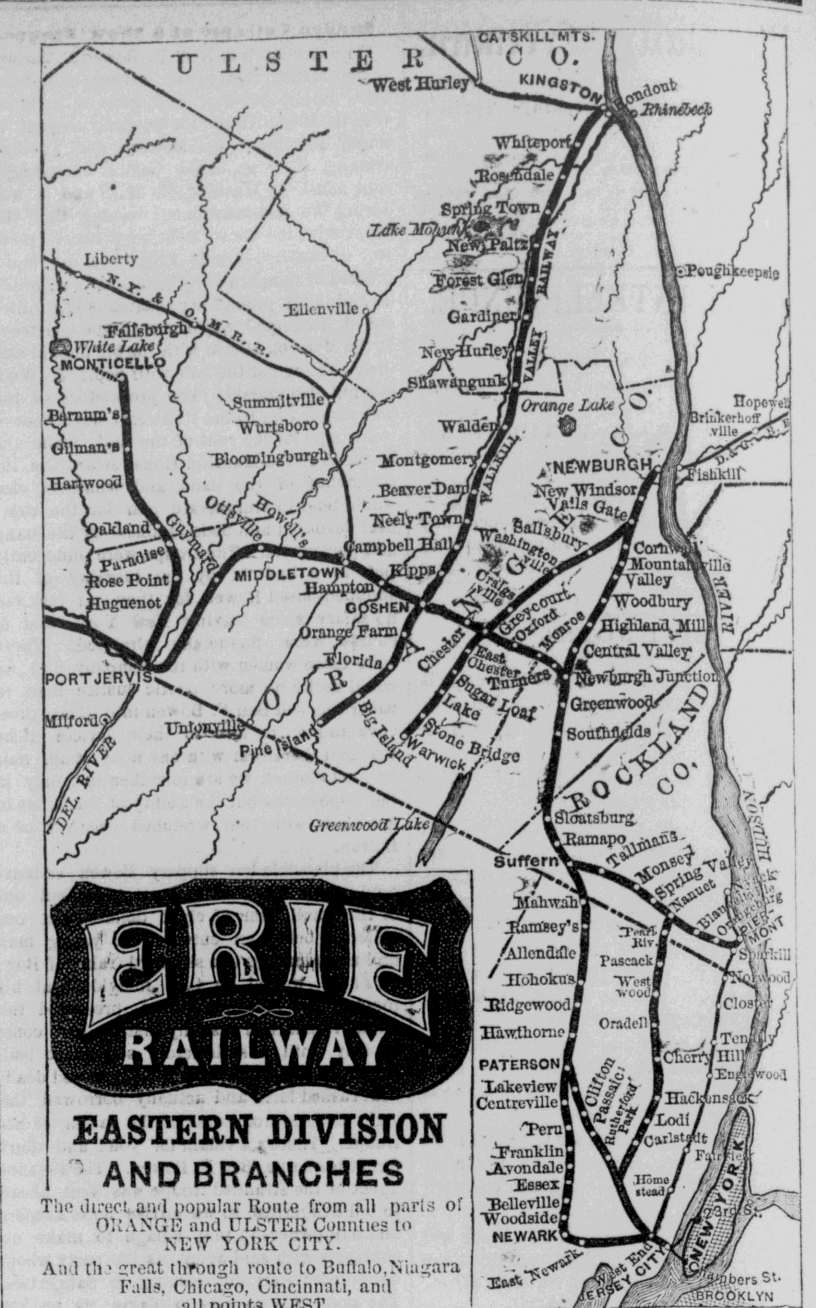 CATSKILL MTS.
ULSTER CO.
West Hurley
KINGSTON
Rondout
Rhinebeck
Whiteport
Rosendale
Spring Town
Lake Mohunk
New Paltz
Forest Glen
Gardiner
New Hurley
Shawangunk
WALLKILL VALLEY RAILWAY
Poughkeepsie
Liberty
N. Y. & O. M. R. R.
Ellenville
Fallsburgh
White Lake
MONTICELLO
Barnum's
Gilman's
Hartwood
Oakland
Paradise
Rose Point
Huguenot
Summitville
Wurtsboro
Bloomingburgh
Orange Lake
Walden
Montgomery
Beaver Dam
Neely Town
Campbell Hall
Kipps
Hopewell
Brinkerhoff
ville
NEWBURGH
Fishkill
New Windsor
Vails Gate
Salisbury
Washington
ville
Craigs
ville
Guymard
Otisville
Howell's
MIDDLETOWN
Hampton
GOSHEN
Cornwall
Mountainville
Valley
Woodbury
Highland Mills
Central Valley
Newburgh Junction
Greenwood
Southfields
Orange Farm
Florida
Big Island
Pine Island
Chester
Greycourt
Oxford
Monroe
East
Chester
Turners
Sugar Loaf
Lake
Stone Bridge
Warwick
ORANGE CO.
PORT JERVIS
Milford
DEL. RIVER
Unionville
Greenwood Lake
ROCKLAND CO.
HUDSON
RIVER
Sloatsburg
Ramapo
Suffern
Tallmans
Monsey
Spring Valley
Nanuet
PIERMONT
Sparkill
Norwood
Closter
Tenafly
Englewood
Mahwah
Ramsey's
Allendale
Hohokus
Ridgewood
Hawthorne
PATERSON
Lakeview
Centreville
Peru
Franklin
Avondale
Essex
Belleville
Woodside
NEWARK
East Newark
Pearl
Riv.
Pascack
West
wood
Oradell
Cherry Hill
Hackensack
Lodi
Carlstadt
Fairview
Home
stead
Clifton
Passaic
Rutherford
Park
West End
JERSEY CITY
NEW YORK
23rd St.
Chambers St.
BROOKLYN
ERIE
RAILWAY
EASTERN DIVISION
AND BRANCHES
The direct and popular Route from all parts of
ORANGE and ULSTER Counties to
NEW YORK CITY.
And the great through route to Buffalo, Niagara
Falls, Chicago, Cincinnati, and
all points WEST.